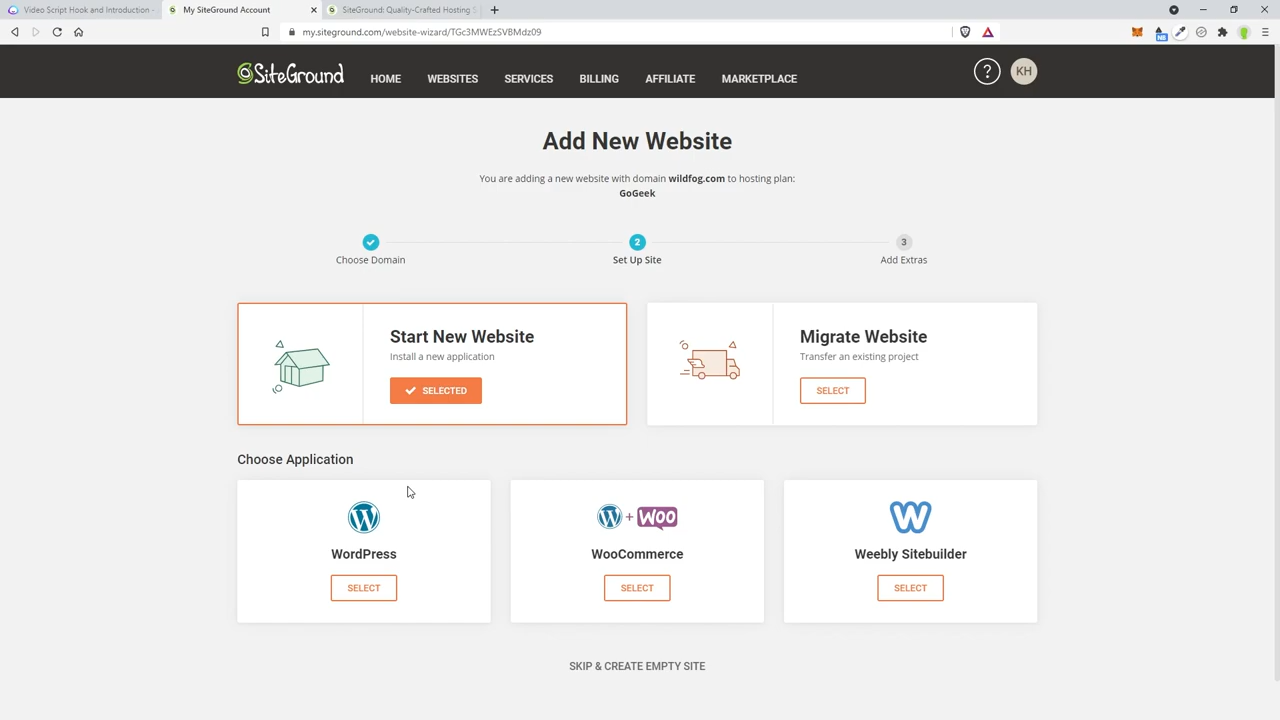 Video Script Hook and Introduction -
My SiteGround Account
SiteGround: Quality-Crafted Hosting S
my.siteground.com/website-wizard/TGc3MWEzSVBMdz09
N8
SiteGround
HOME
WEBSITES
SERVICES
BILLING
AFFILIATE
MARKETPLACE
?
KH
Add New Website
You are adding a new website with domain wildfog.com to hosting plan:
GoGeek
2
3
Choose Domain
Set Up Site
Add Extras
Start New Website
Install a new application
SELECTED
Migrate Website
Transfer an existing project
SELECT
Choose Application
W
W + WOO
W
WordPress
WooCommerce
Weebly Sitebuilder
SELECT
SELECT
SELECT
SKIP & CREATE EMPTY SITE